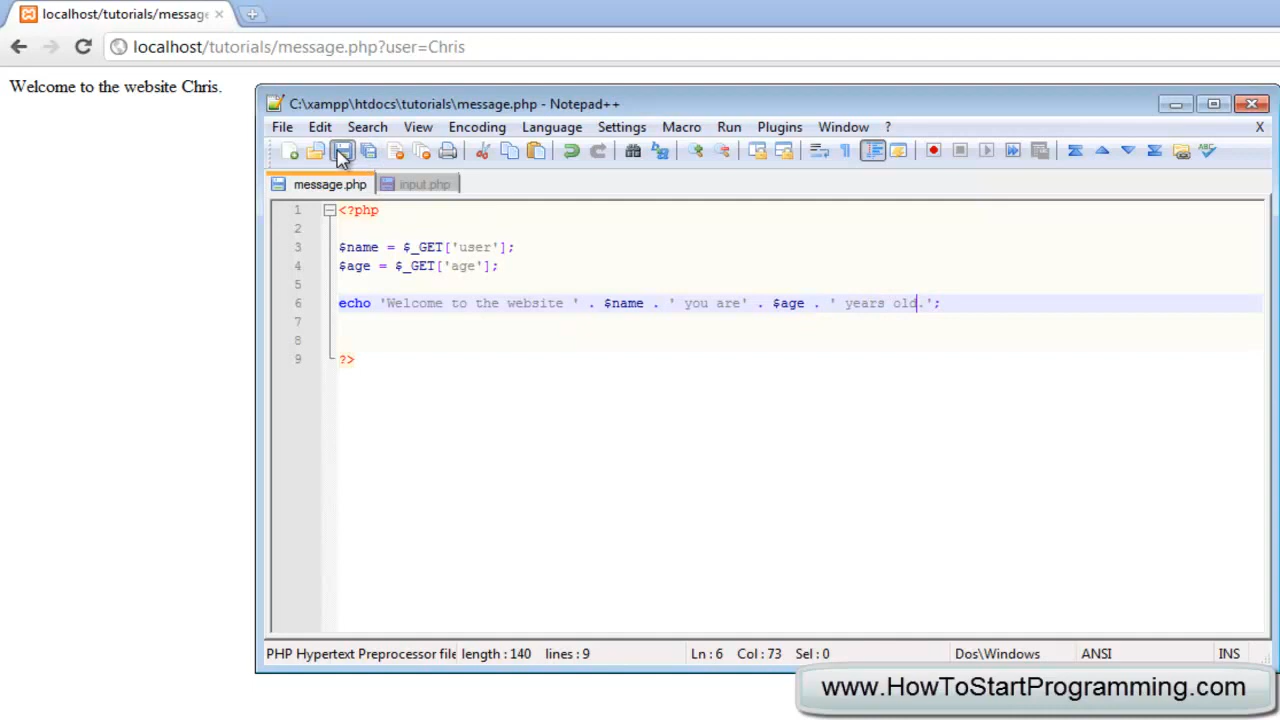 localhost/tutorials/message
localhost/tutorials/message.php?user=Chris
Welcome to the website Chris.
C:\xampp\htdocs\tutorials\message.php - Notepad++
File Edit Search View Encoding Language Settings Macro Run Plugins Window ? X
message.php input.php
1 <?php
2
3 $name = $_GET['user'];
4 $age = $_GET['age'];
5
6 echo 'Welcome to the website ' . $name . ' you are' . $age . ' years old.';
7
8
9 ?>
PHP Hypertext Preprocessor file length : 140 lines : 9 Ln : 6 Col : 73 Sel : 0 Dos\Windows ANSI INS
www.HowToStartProgramming.com